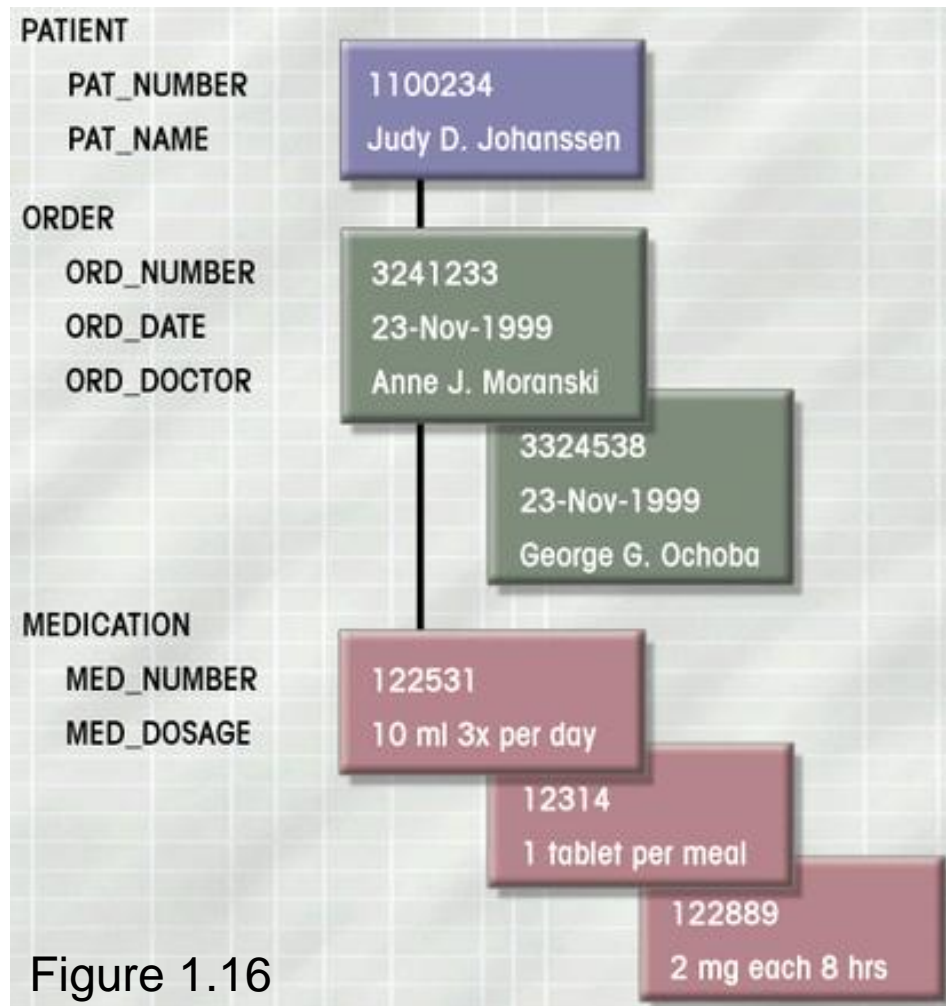 PATIENT
PAT_NUMBER 1100234
PAT_NAME Judy D. Johanssen
ORDER
ORD_NUMBER 3241233
ORD_DATE 23-Nov-1999
ORD_DOCTOR Anne J. Moranski
3324538
23-Nov-1999
George G. Ochoba
MEDICATION
MED_NUMBER 122531
MED_DOSAGE 10 ml 3x per day
12314
1 tablet per meal
122889
2 mg each 8 hrs
Figure 1.16